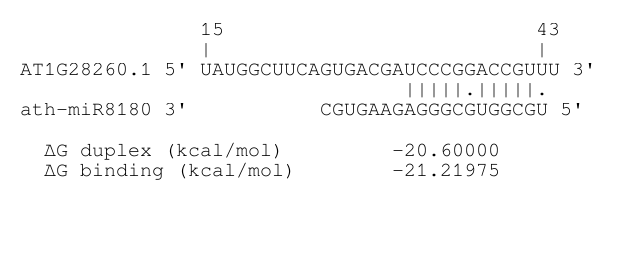 15 43
| |
AT1G28260.1 5' UAUGGCUUCAGUGACGAUCCCGGACCGUUU 3'
|||||.|||||.
ath-miR8180 3' CGUGAAGAGGGCGUGGCGU 5'
ΔG duplex (kcal/mol) -20.60000
ΔG binding (kcal/mol) -21.21975